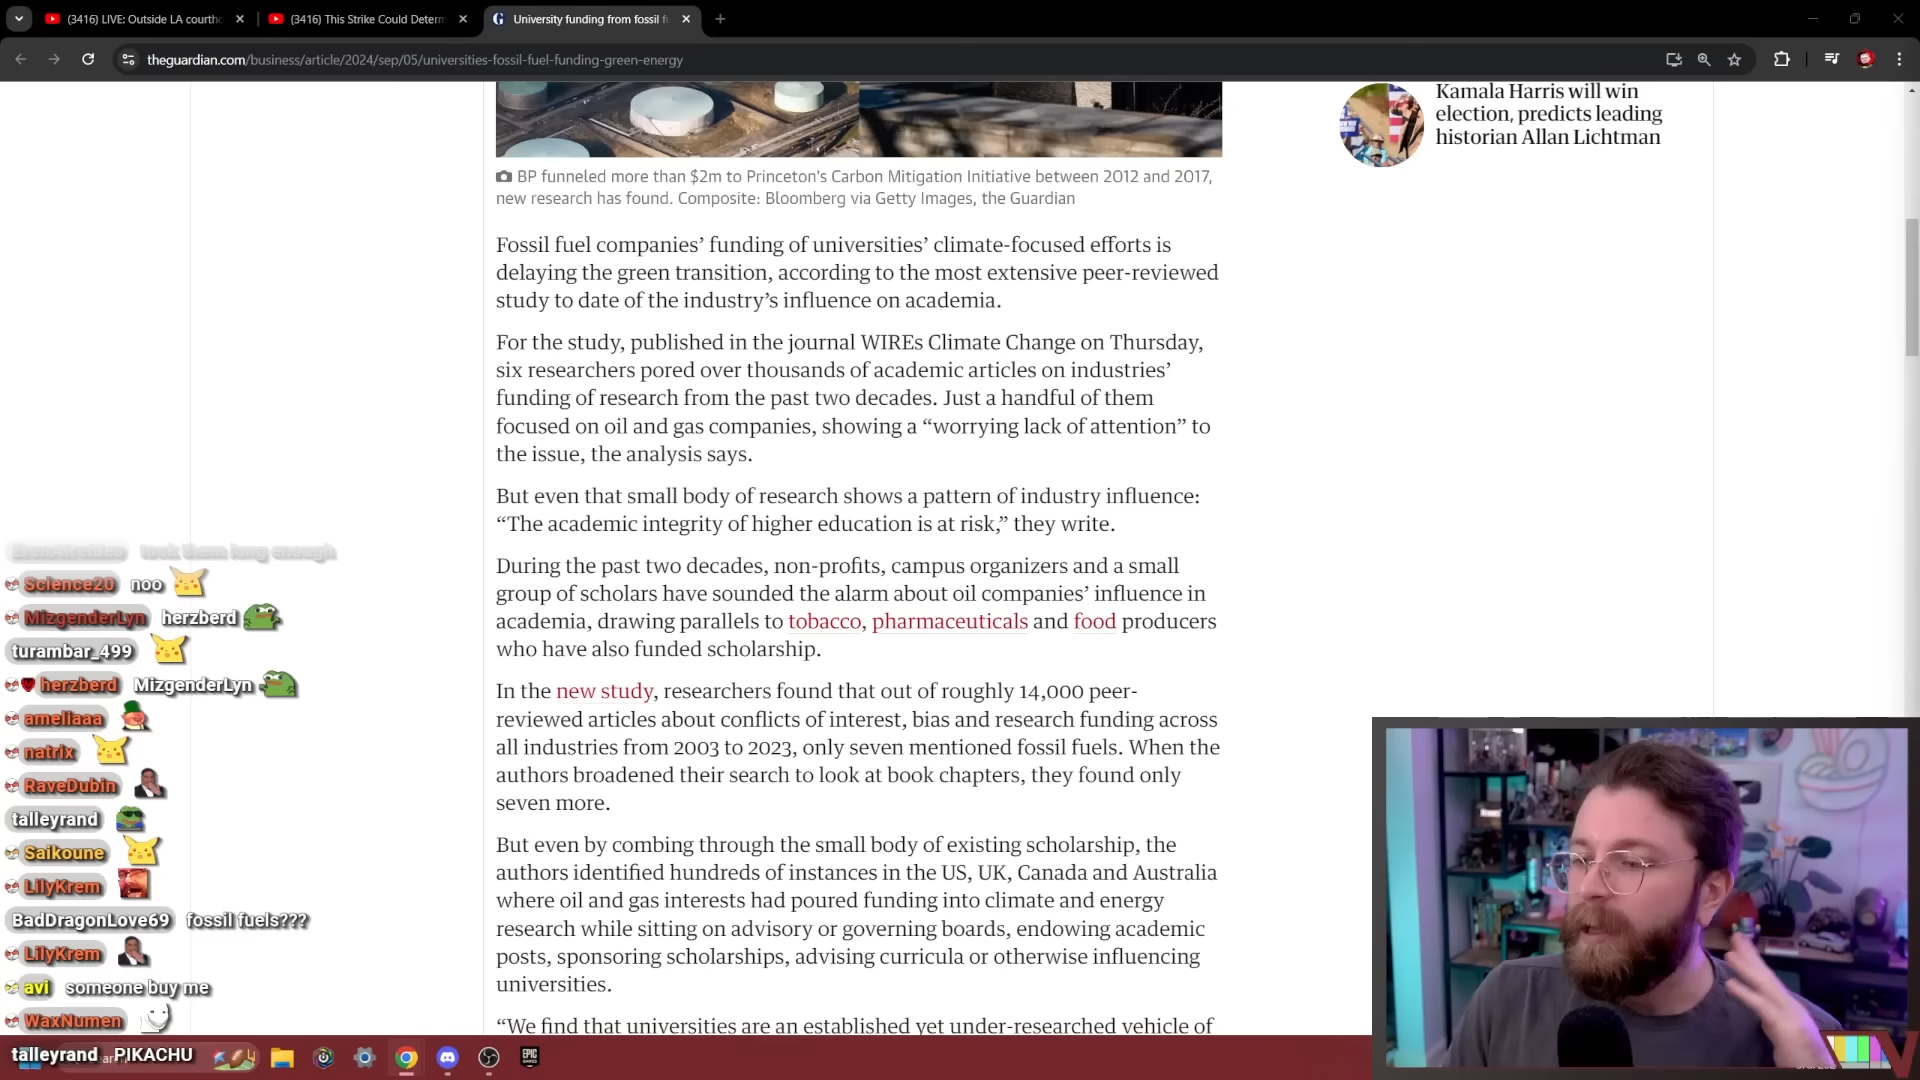 (3416) LIVE: Outside LA courtho
(3416) This Strike Could Determ
University funding from fossil f
theguardian.com/business/article/2024/sep/05/universities-fossil-fuel-funding-green-energy
Kamala Harris will win
election, predicts leading
historian Allan Lichtman
BP funneled more than $2m to Princeton's Carbon Mitigation Initiative between 2012 and 2017,
new research has found. Composite: Bloomberg via Getty Images, the Guardian
Fossil fuel companies’ funding of universities’ climate-focused efforts is
delaying the green transition, according to the most extensive peer-reviewed
study to date of the industry’s influence on academia.
For the study, published in the journal WIREs Climate Change on Thursday,
six researchers pored over thousands of academic articles on industries’
funding of research from the past two decades. Just a handful of them
focused on oil and gas companies, showing a “worrying lack of attention” to
the issue, the analysis says.
But even that small body of research shows a pattern of industry influence:
“The academic integrity of higher education is at risk,” they write.
During the past two decades, non-profits, campus organizers and a small
group of scholars have sounded the alarm about oil companies’ influence in
academia, drawing parallels to tobacco, pharmaceuticals and food producers
who have also funded scholarship.
In the new study, researchers found that out of roughly 14,000 peer-
reviewed articles about conflicts of interest, bias and research funding across
all industries from 2003 to 2023, only seven mentioned fossil fuels. When the
authors broadened their search to look at book chapters, they found only
seven more.
But even by combing through the small body of existing scholarship, the
authors identified hundreds of instances in the US, UK, Canada and Australia
where oil and gas interests had poured funding into climate and energy
research while sitting on advisory or governing boards, endowing academic
posts, sponsoring scholarships, advising curricula or otherwise influencing
universities.
“We find that universities are an established yet under-researched vehicle of
took them long enough
Science20 noo
MizgenderLyn herzberd
turambar_499
herzberd MizgenderLyn
ameliaaa
natrix
RaveDubin
talleyrand
Saikoune
LilyKrem
BadDragonLove69 fossil fuels???
LilyKrem
avi someone buy me
WaxNumen
talleyrand PIKACHU
EPIC